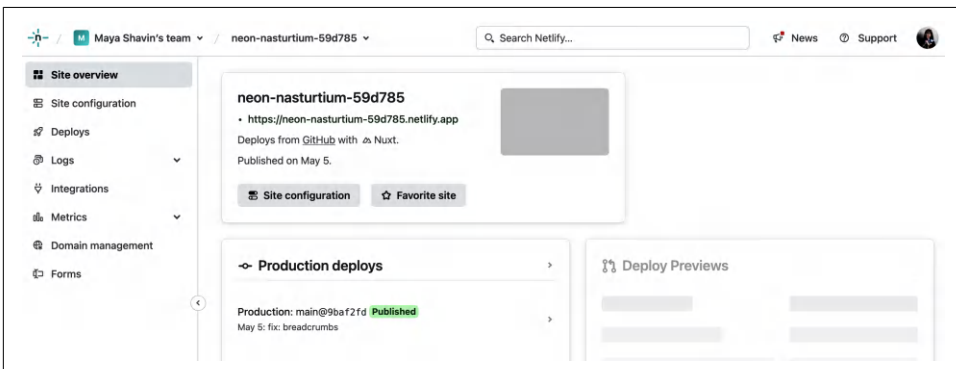 / M Maya Shavin's team / neon-nasturtium-59d785
Search Netlify...
News
Support
Site overview
Site configuration
Deploys
Logs
Integrations
Metrics
Domain management
Forms
neon-nasturtium-59d785
• https://neon-nasturtium-59d785.netlify.app
Deploys from GitHub with Nuxt.
Published on May 5.
Site configuration
Favorite site
Production deploys
Production: main@9baf2fd Published
May 5: fix: breadcrumbs
Deploy Previews